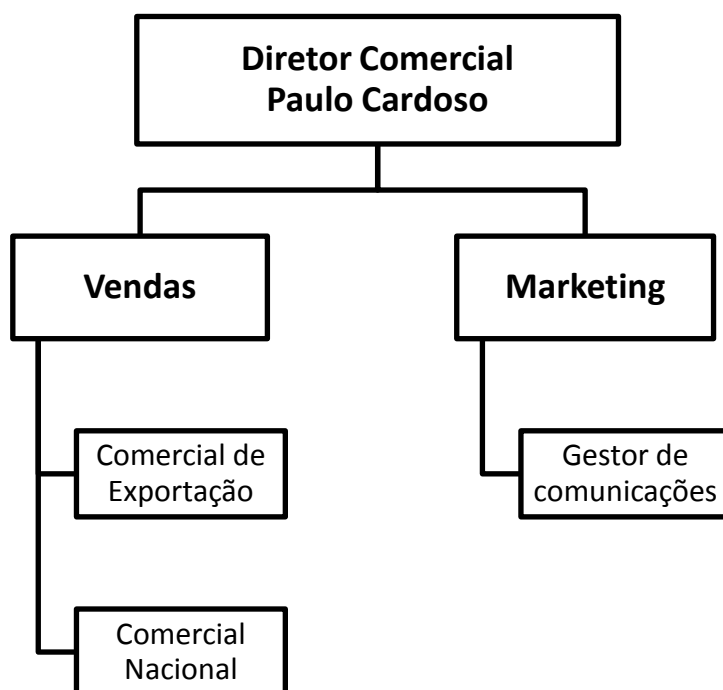 Diretor Comercial
Paulo Cardoso
Vendas
Marketing
Comercial de
Exportação
Gestor de
comunicações
Comercial
Nacional